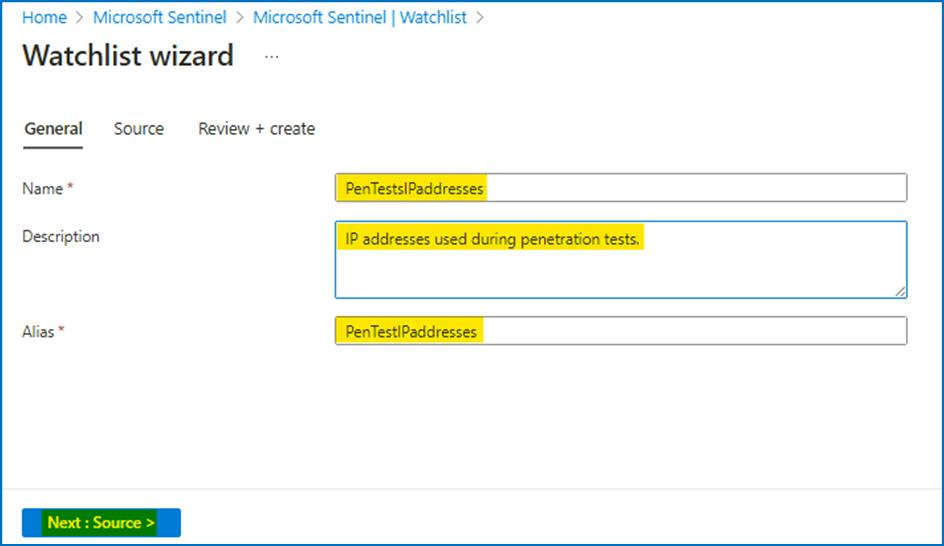 Home > Microsoft Sentinel > Microsoft Sentinel | Watchlist >
Watchlist wizard ...
General Source Review + create
Name * PenTestsIPaddresses
Description IP addresses used during penetration tests.
Alias * PenTestIPaddresses
Next : Source >